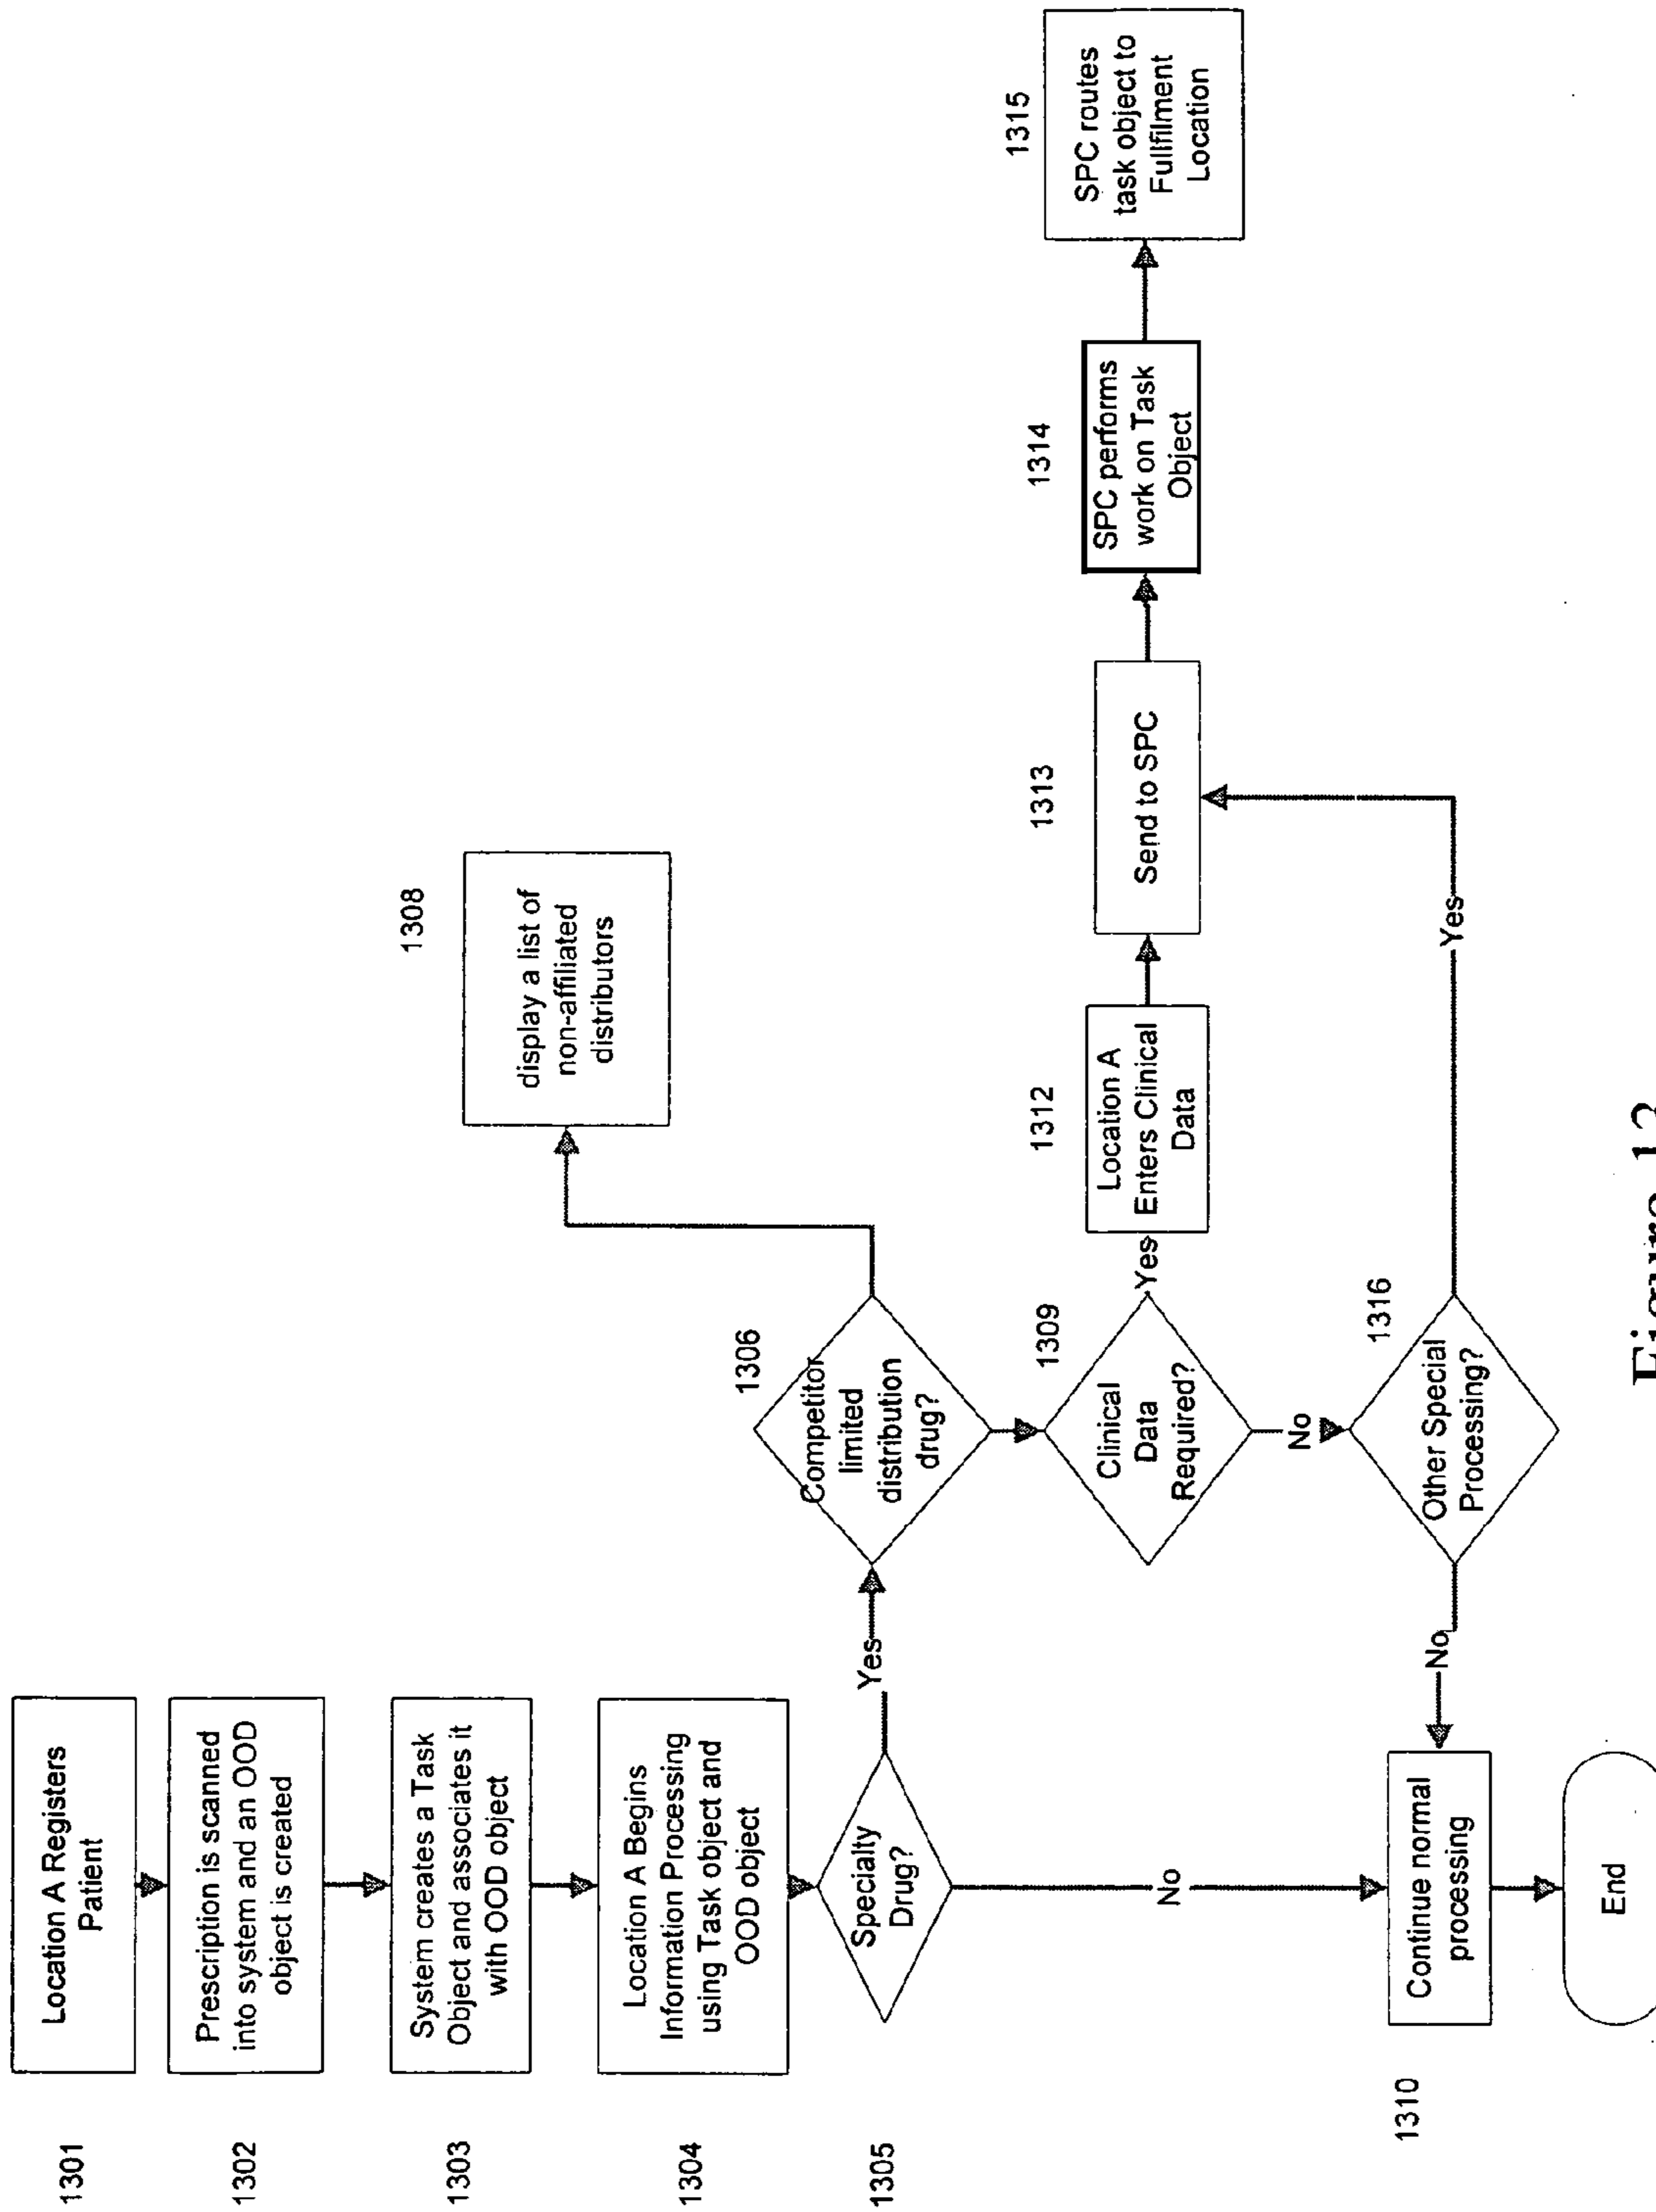 1301
Location A Registers
Patient
1302
Prescription is scanned
into system and an OOD
object is created
1303
System creates a Task
Object and associates it
with OOD object
1304
Location A Begins
Information Processing
using Task object and
OOD object
1305
Specialty
Drug?
Yes
No
1306
Competitor
limited
distribution
drug?
1308
display a list of
non-affiliated
distributors
1309
Clinical
Data
Required?
Yes
No
1312
Location A
Enters Clinical
Data
1313
Send to SPC
1314
SPC performs
work on Task
Object
1315
SPC routes
task object to
Fullfilment
Location
1316
Other Special
Processing?
Yes
No
1310
Continue normal
processing
End